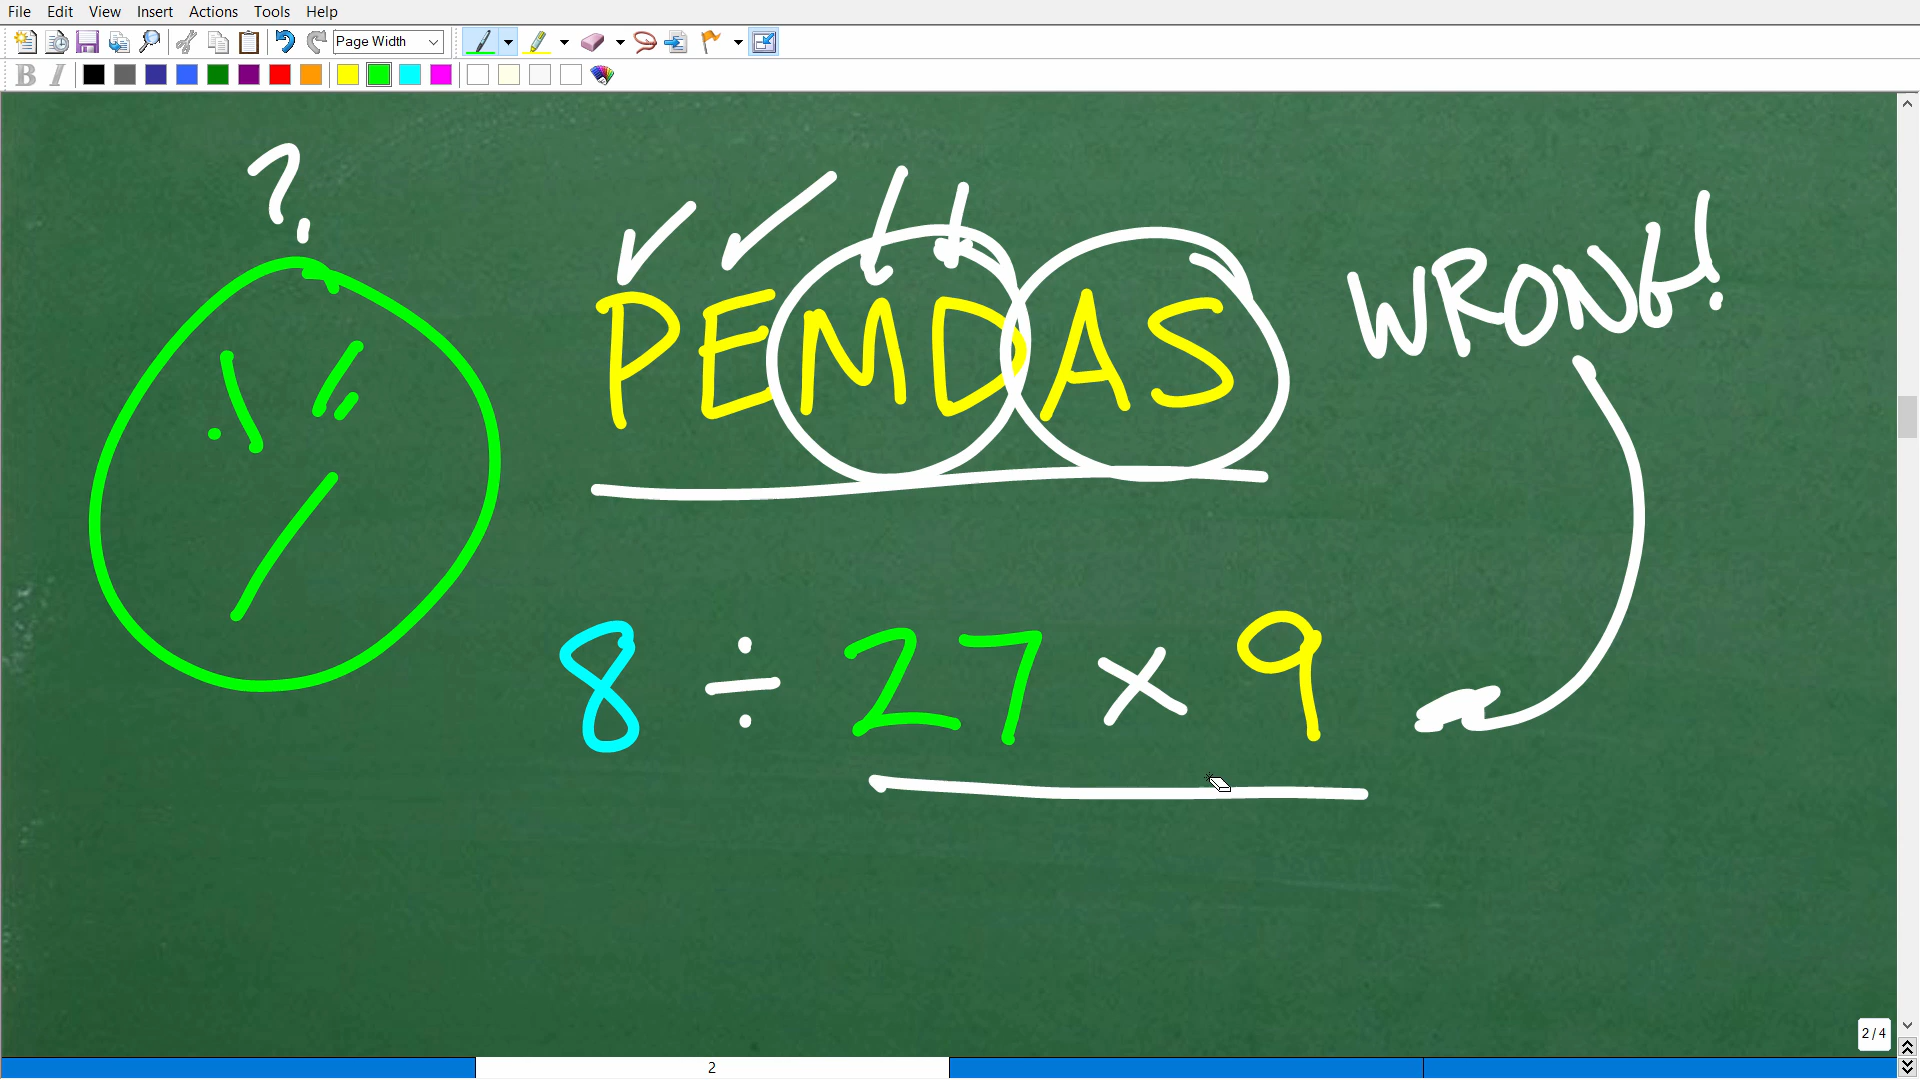 File Edit View Insert Actions Tools Help
Page Width
B I
?
PEMDAS
WRONG!
8 ÷ 27 × 9
2 / 4
2